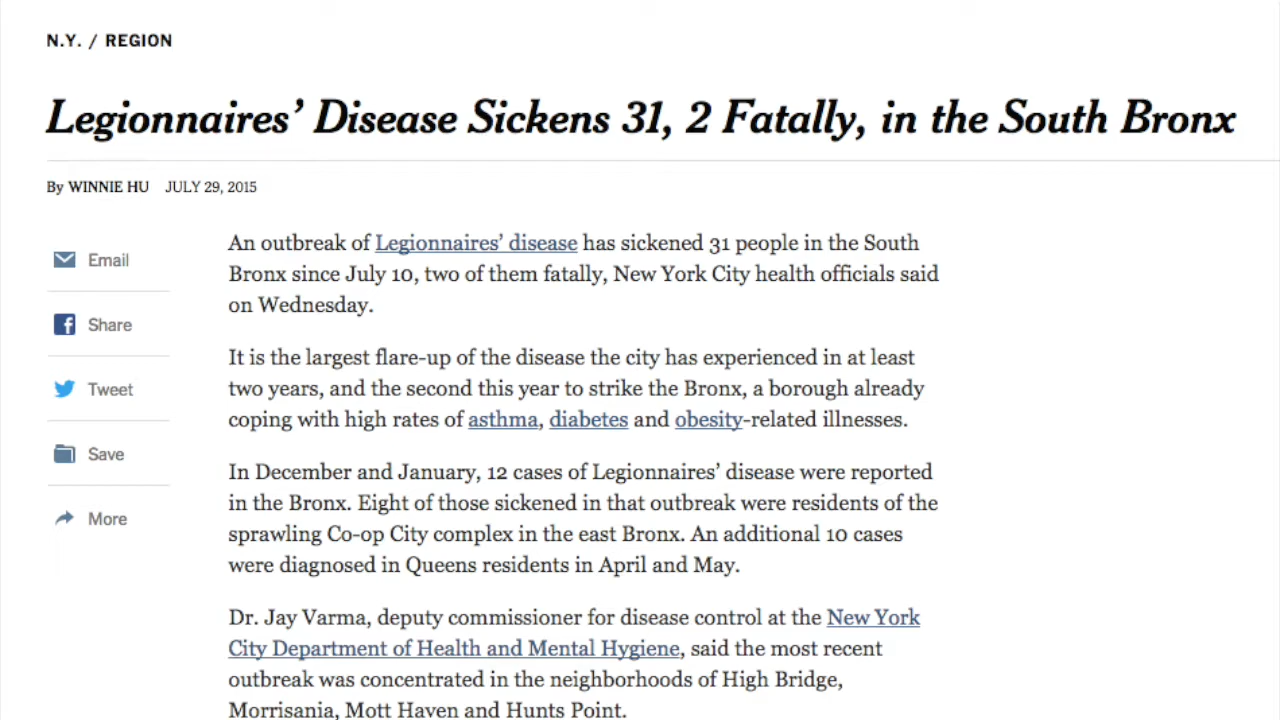 N.Y. / REGION
Legionnaires’ Disease Sickens 31, 2 Fatally, in the South Bronx
By WINNIE HU JULY 29, 2015
Email
Share
Tweet
Save
More
An outbreak of Legionnaires’ disease has sickened 31 people in the South
Bronx since July 10, two of them fatally, New York City health officials said
on Wednesday.
It is the largest flare-up of the disease the city has experienced in at least
two years, and the second this year to strike the Bronx, a borough already
coping with high rates of asthma, diabetes and obesity-related illnesses.
In December and January, 12 cases of Legionnaires’ disease were reported
in the Bronx. Eight of those sickened in that outbreak were residents of the
sprawling Co-op City complex in the east Bronx. An additional 10 cases
were diagnosed in Queens residents in April and May.
Dr. Jay Varma, deputy commissioner for disease control at the New York
City Department of Health and Mental Hygiene, said the most recent
outbreak was concentrated in the neighborhoods of High Bridge,
Morrisania, Mott Haven and Hunts Point.